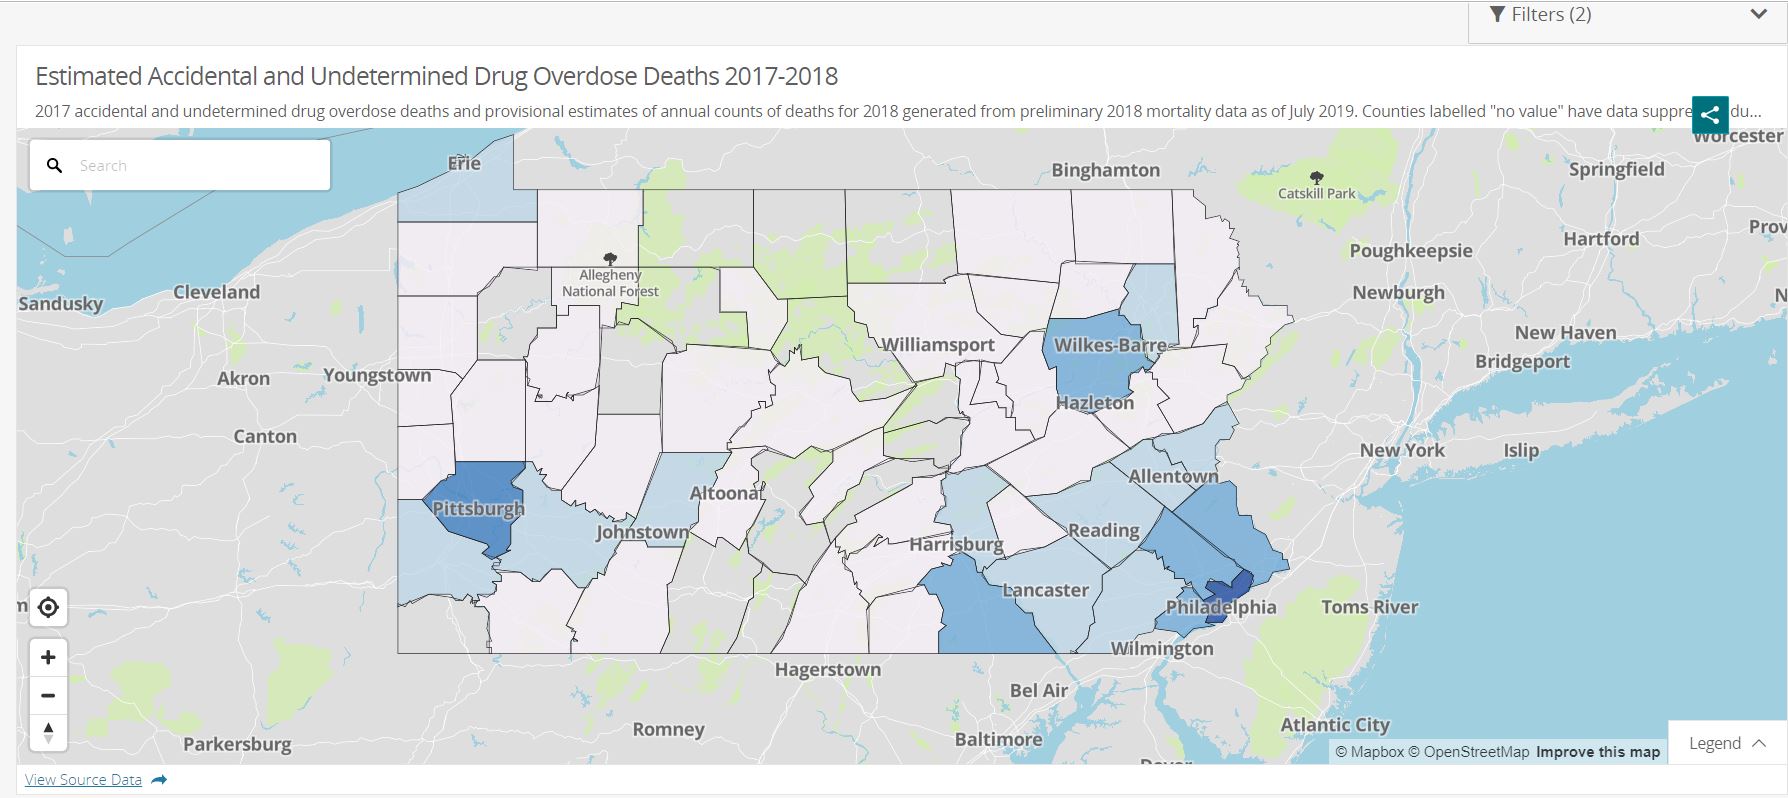 Filters (2)
Estimated Accidental and Undetermined Drug Overdose Deaths 2017-2018
2017 accidental and undetermined drug overdose deaths and provisional estimates of annual counts of deaths for 2018 generated from preliminary 2018 mortality data as of July 2019. Counties labelled "no value" have data suppre du...
Search
Erie
Binghamton
Worcester
Springfield
Catskill Park
Prov
Hartford
Poughkeepsie
Allegheny
National Forest
Sandusky
Cleveland
Newburgh
N
New Haven
Williamsport
Wilkes-Barre
Bridgeport
Akron
Youngstown
Hazleton
Canton
New York
Islip
Allentown
Altoona
Pittsburgh
Johnstown
Reading
Harrisburg
Lancaster
m
Philadelphia
Toms River
Wilmington
Hagerstown
Bel Air
Romney
Atlantic City
Baltimore
Parkersburg
Legend
© Mapbox © OpenStreetMap Improve this map
Dover
View Source Data